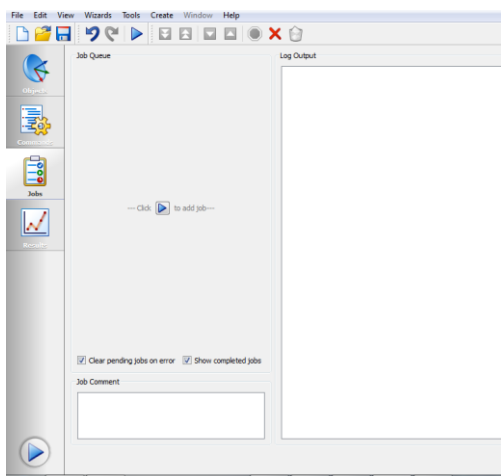 File Edit View Wizards Tools Create Window Help
Job Queue
Log Output
Objects
Commands
Jobs
Results
---Click to add job---
Clear pending jobs on error Show completed jobs
Job Comment